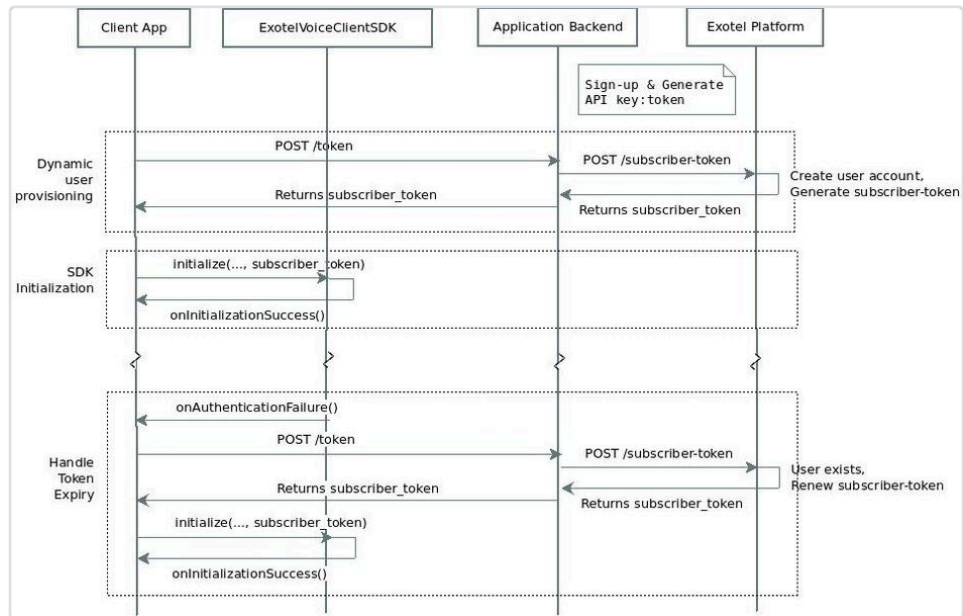 Client App
ExotelVoiceClientSDK
Application Backend
Exotel Platform
Sign-up & Generate
API key:token
Dynamic
user
provisioning
POST /token
POST /subscriber-token
Create user account,
Generate subscriber-token
Returns subscriber_token
Returns subscriber_token
SDK
Initialization
initialize(..., subscriber_token)
onInitializationSuccess()
Handle
Token
Expiry
onAuthenticationFailure()
POST /token
POST /subscriber-token
User exists,
Renew subscriber-token
Returns subscriber_token
Returns subscriber_token
initialize(..., subscriber_token)
onInitializationSuccess()